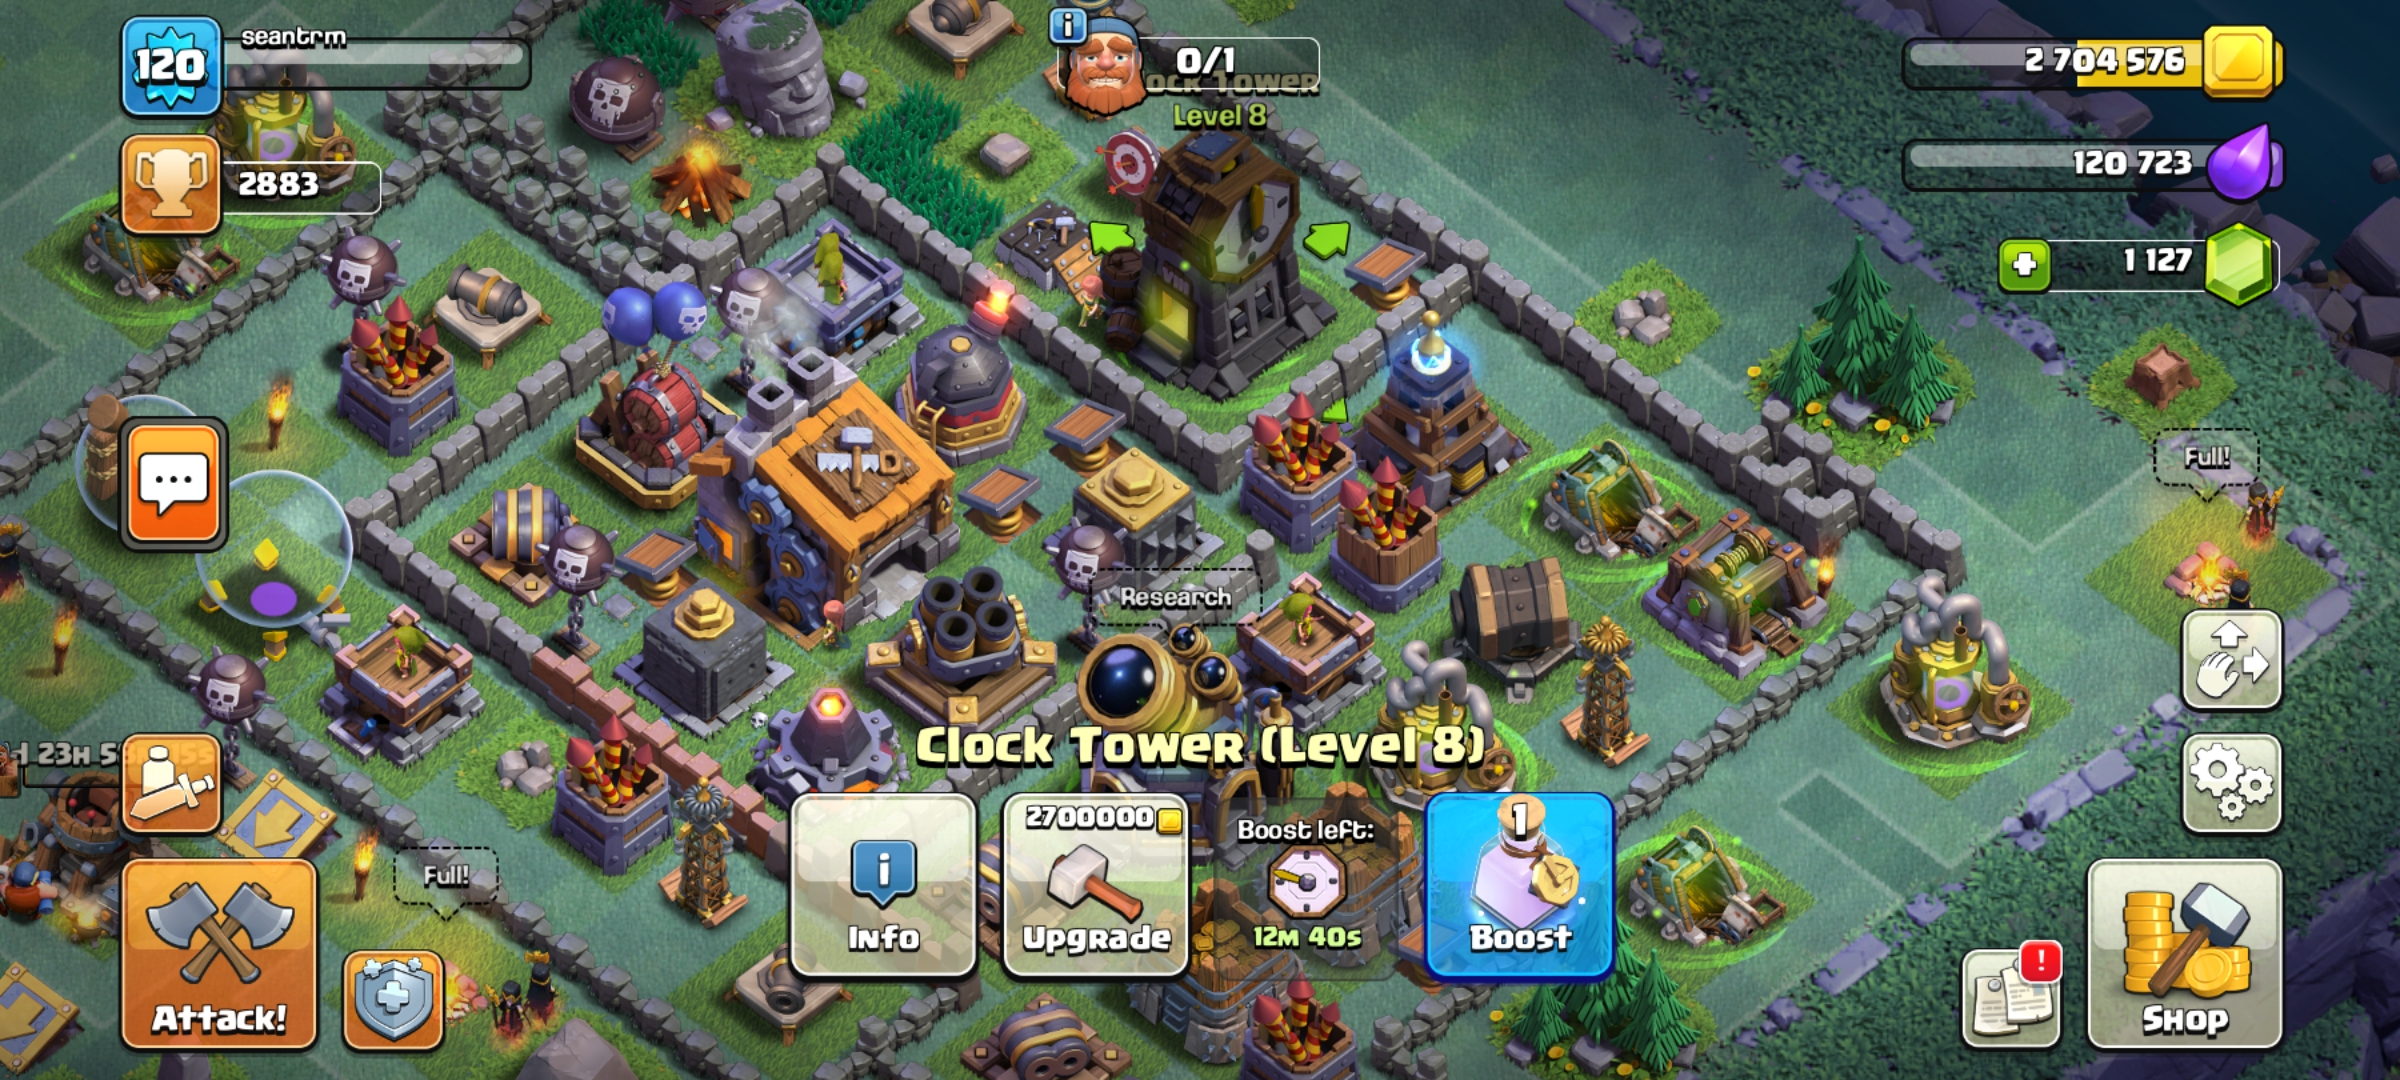 120
seantrm
0/1
Level 8
2 704 576
2883
120 723
1 127
Full!
Research
Clock Tower (Level 8)
2700000
Boost left:
1
Full!
12m 40s
Info
Upgrade
Boost
Attack!
!
Shop